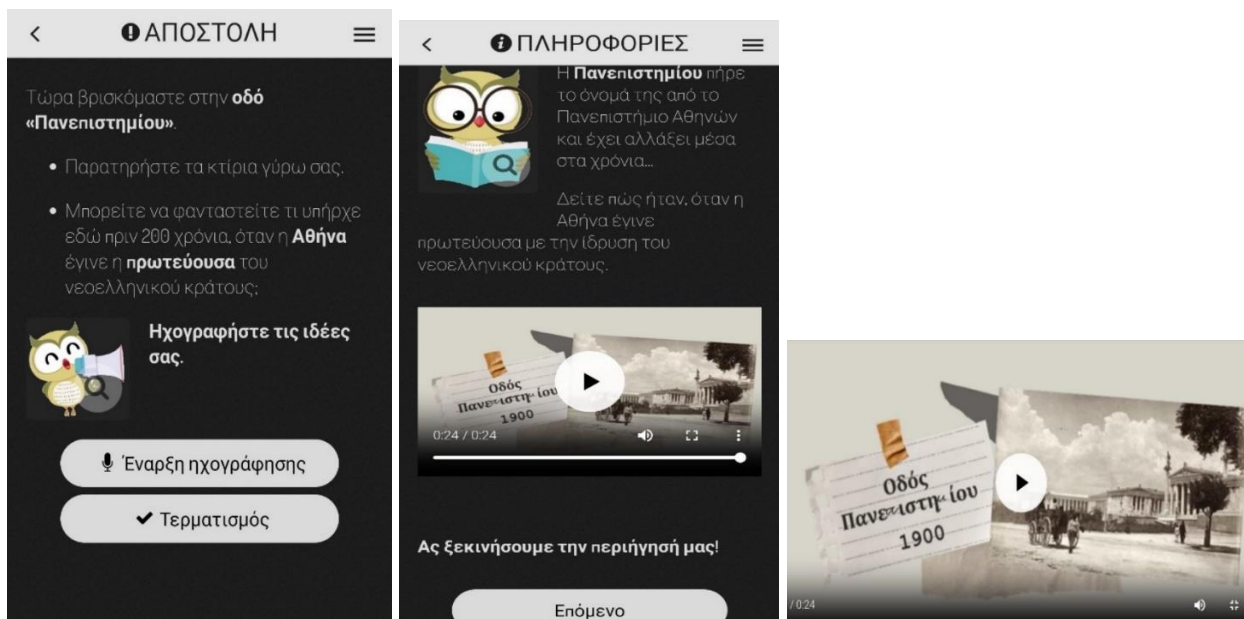 ΑΠΟΣΤΟΛΗ
Τώρα βρισκόμαστε στην οδό
«Πανεπιστημίου».
Παρατηρήστε τα κτίρια γύρω σας.
Μπορείτε να φανταστείτε τι υπήρχε
εδώ πριν 200 χρόνια, όταν η Αθήνα
έγινε η πρωτεύουσα του
νεοελληνικού κράτους;
Ηχογραφήστε τις ιδέες
σας.
Έναρξη ηχογράφησης
Τερματισμός
ΠΛΗΡΟΦΟΡΙΕΣ
Η Πανεπιστημίου πήρε
το όνομά της από το
Πανεπιστήμιο Αθηνών
και έχει αλλάξει μέσα
στα χρόνια...
Δείτε πώς ήταν, όταν η
Αθήνα έγινε
πρωτεύουσα με την ίδρυση του
νεοελληνικού κράτους.
Οδός
Πανεπιστημίου
1900
0:24 / 0:24
Ας ξεκινήσουμε την περιήγησή μας!
Επόμενο
Οδός
Πανεπιστημίου
1900
/ 0:24